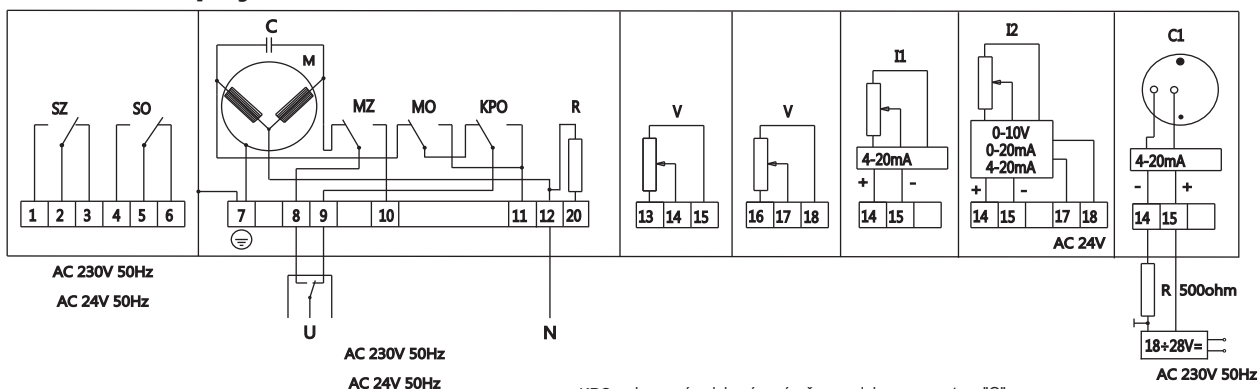 C
M
SZ
SO
MZ
MO
KPO
R
V
V
I1
I2
C1
0-10V
0-20mA
4-20mA
4-20mA
4-20mA
+ -
+ -
- +
1 2 3 4 5 6
7 8 9 10 11 12 20
13 14 15
16 17 18
14 15
14 15 17 18
14 15
AC 24V
AC 230V 50Hz
AC 24V 50Hz
U
N
AC 230V 50Hz
AC 24V 50Hz
R 500ohm
18÷28V=
AC 230V 50Hz